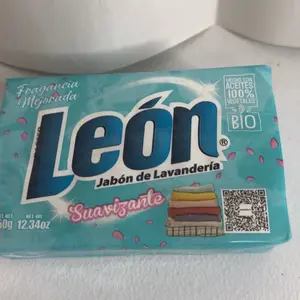 Fragancia
Mejorada
HECHO CON
ACEITES
100%
VEGETALES
BIO
León®
Jabón de Lavandería
Suavizante
12.34oz